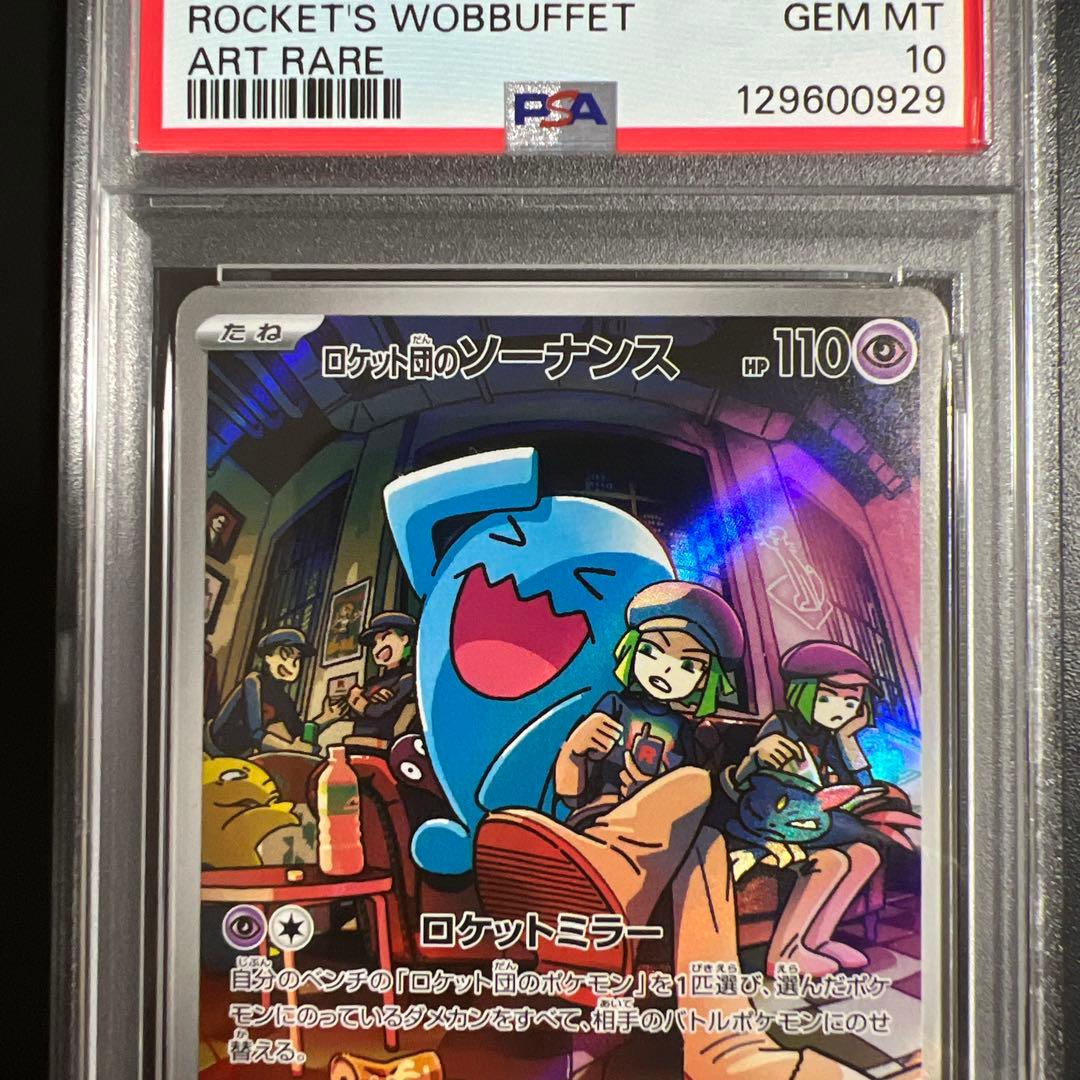 ROCKET'S WOBBUFFET GEM MT
ART RARE 10
PSA 129600929
たね ロケット団のソーナンス HP 110
R
ロケットミラー
自分のベンチの「ロケット団のポケモン」を1匹選び、選んだポケ
モンにのっているダメカンをすべて、相手のバトルポケモンにのせ
替える。